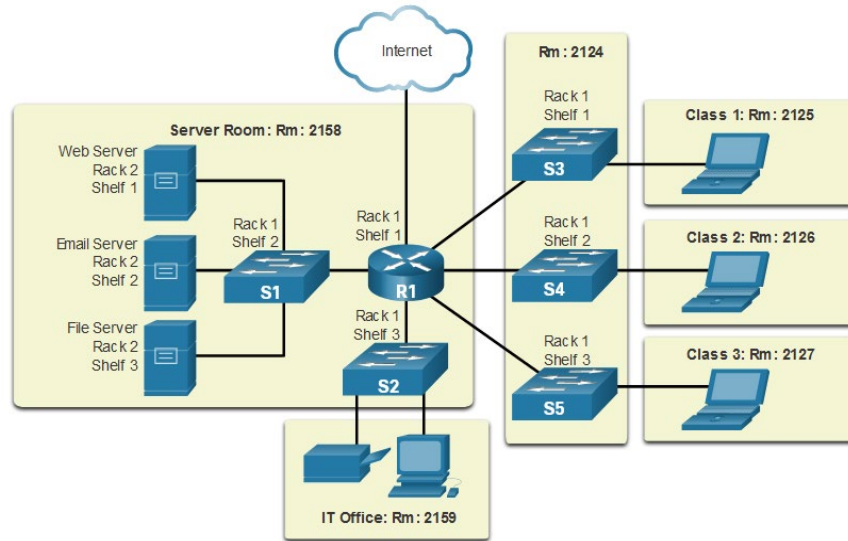 Internet
Rm: 2124
Server Room: Rm: 2158
Web Server
Rack 2
Shelf 1
Email Server
Rack 2
Shelf 2
File Server
Rack 2
Shelf 3
Rack 1
Shelf 2
S1
Rack 1
Shelf 1
R1
Rack 1
Shelf 3
S2
IT Office: Rm: 2159
Rack 1
Shelf 1
S3
Rack 1
Shelf 2
S4
Rack 1
Shelf 3
S5
Class 1: Rm: 2125
Class 2: Rm: 2126
Class 3: Rm: 2127